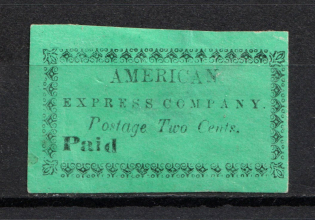 AMERICAN
EXPRESS COMPANY.
Postage Two Cents.
Paid